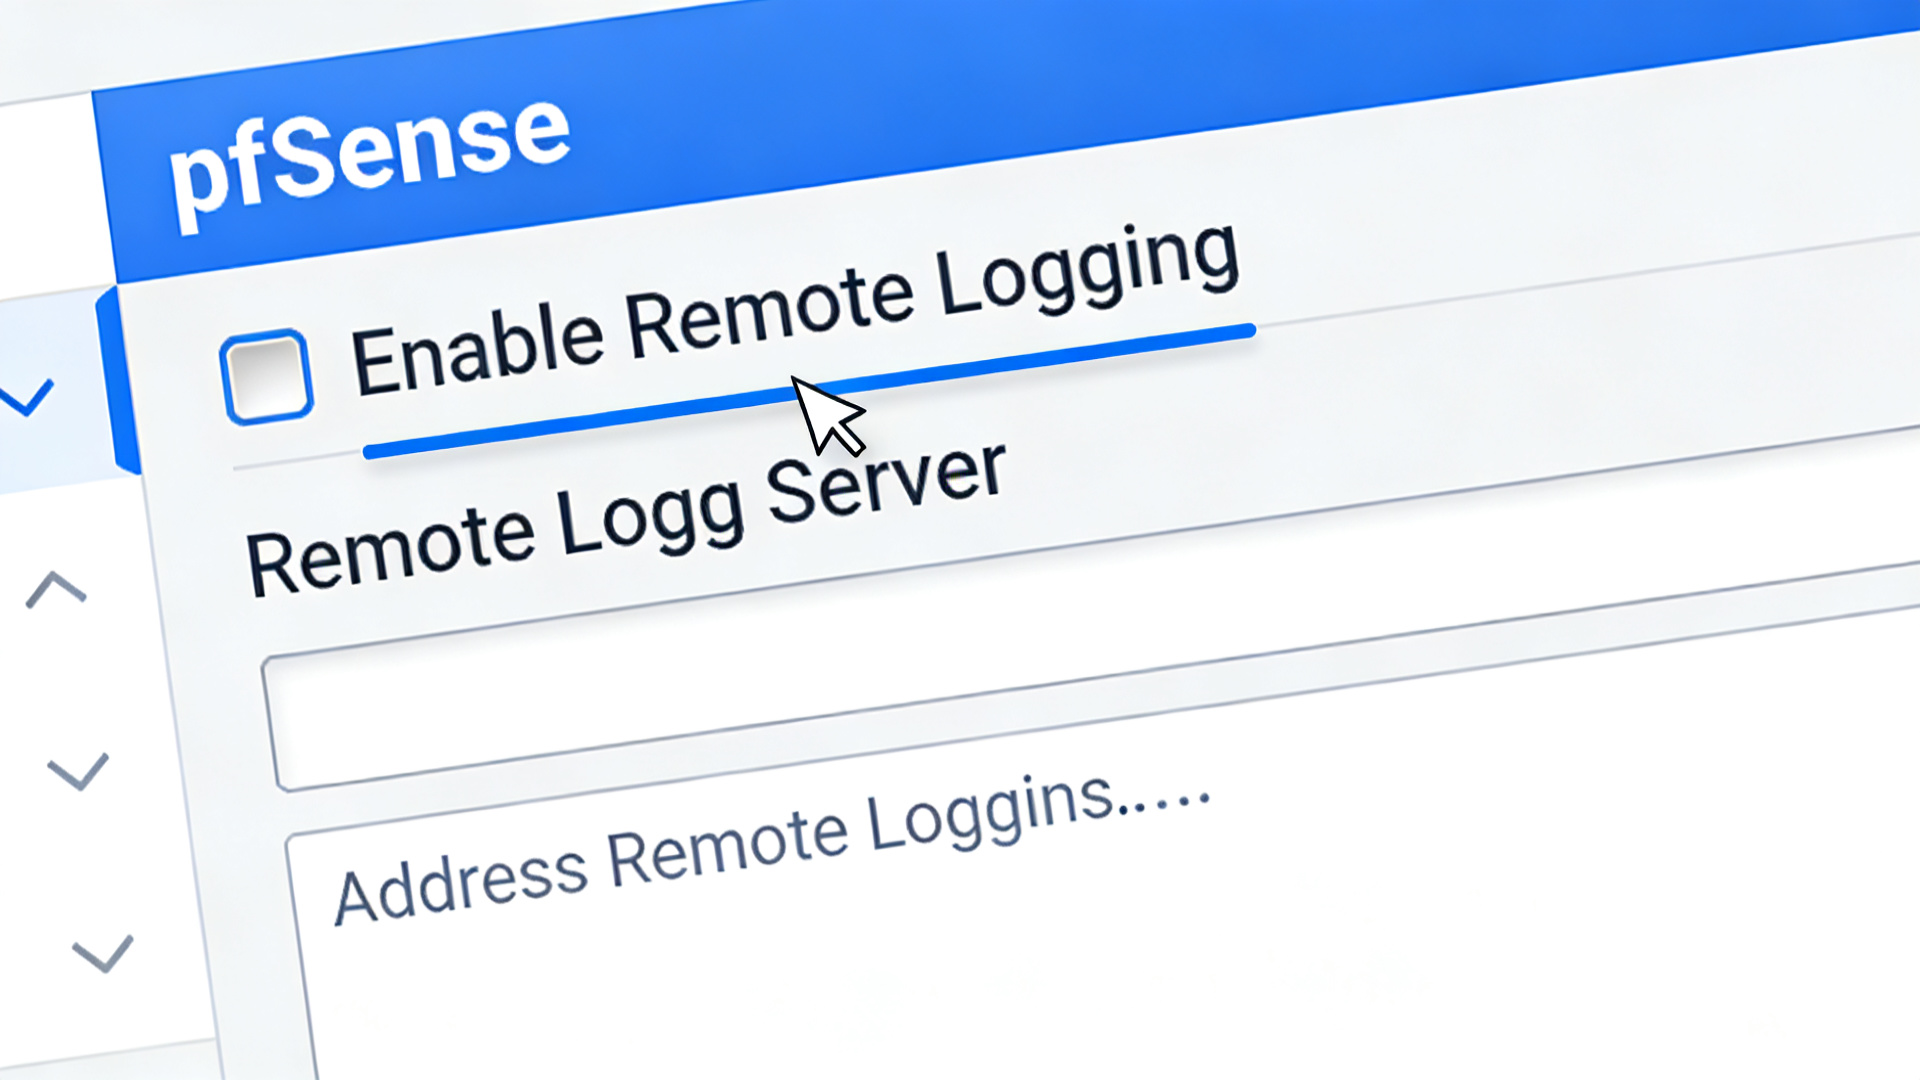 pfSense
Enable Remote Logging
Remote Logg Server
Address Remote Loggins.....